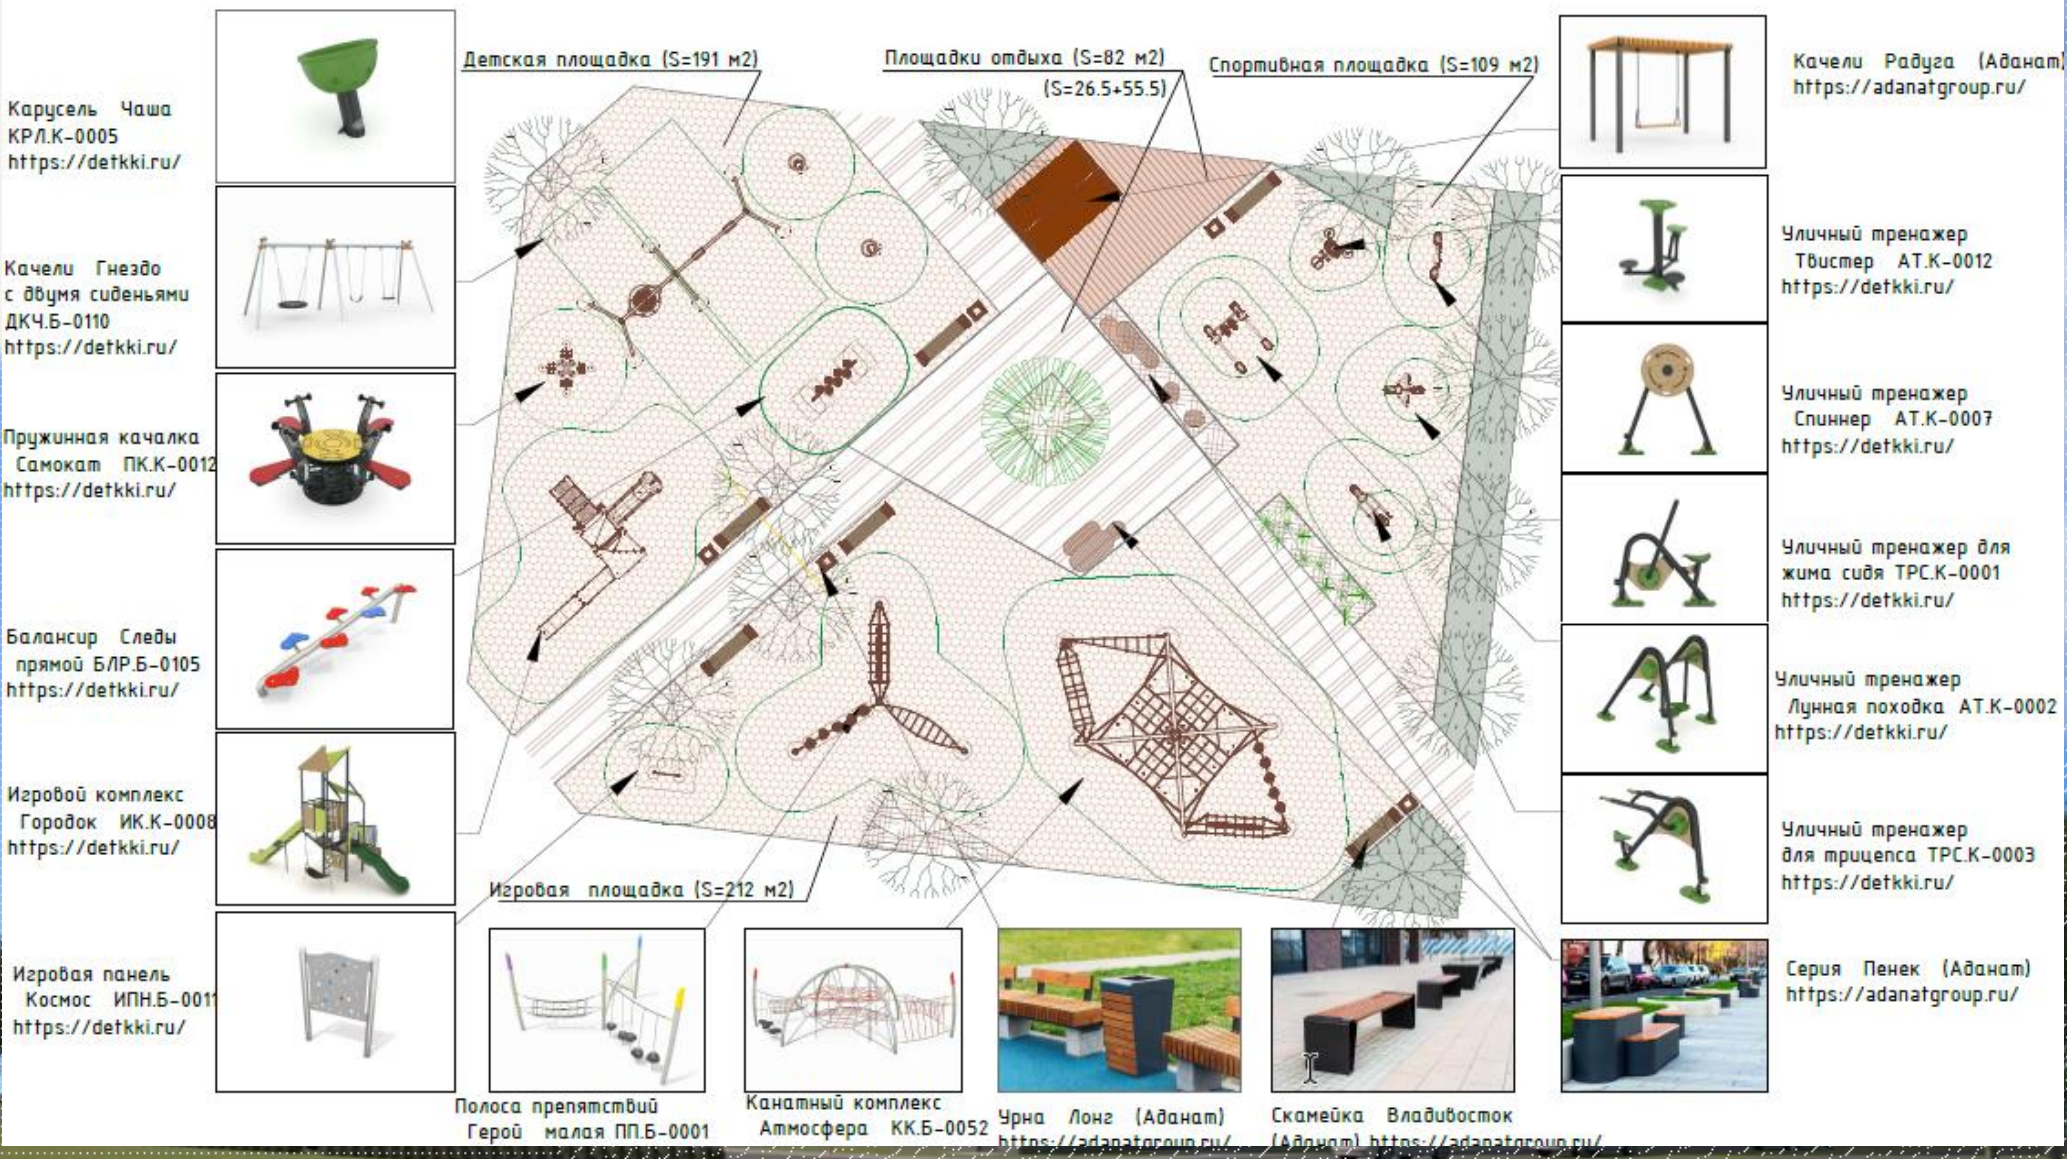 Детская площадка (S=191 м2)
Площадки отдыха (S=82 м2)
(S=26.5+55.5)
Спортивная площадка (S=109 м2)
Игровая площадка (S=212 м2)
Карусель Чаша
КРЛ.К-0005
https://detkki.ru/
Качели Гнездо
с двумя сиденьями
ДКЧ.Б-0110
https://detkki.ru/
Пружинная качалка
Самокат ПК.К-0012
https://detkki.ru/
Балансир Следы
прямой БЛР.Б-0105
https://detkki.ru/
Игровой комплекс
Городок ИК.К-0008
https://detkki.ru/
Игровая панель
Космос ИПН.Б-0011
https://detkki.ru/
Полоса препятствий
Герой малая ПП.Б-0001
Канатный комплекс
Атмосфера КК.Б-0052
Урна Лонг (Аданат)
https://adanatgroup.ru/
Скамейка Владивосток
(Аданат) https://adanatgroup.ru/
Качели Радуга (Аданат)
https://adanatgroup.ru/
Уличный тренажер
Твистер АТ.К-0012
https://detkki.ru/
Уличный тренажер
Спиннер АТ.К-0007
https://detkki.ru/
Уличный тренажер для
жима сидя ТРС.К-0001
https://detkki.ru/
Уличный тренажер
Лунная походка АТ.К-0002
https://detkki.ru/
Уличный тренажер
для трицепса ТРС.К-0003
https://detkki.ru/
Серия Пенек (Аданат)
https://adanatgroup.ru/